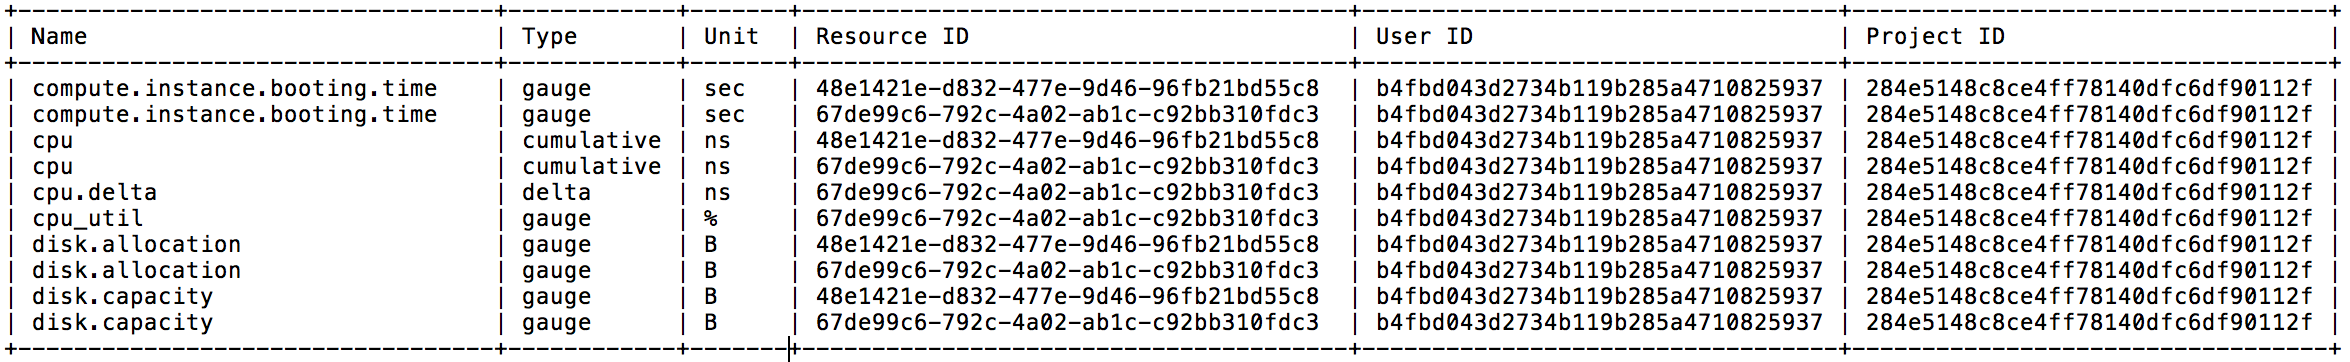 +--------------------------------------+------------+------+--------------------------------------+----------------------------------+----------------------------------+
| Name | Type | Unit | Resource ID | User ID | Project ID |
+--------------------------------------+------------+------+--------------------------------------+----------------------------------+----------------------------------+
| compute.instance.booting.time | gauge | sec | 48e1421e-d832-477e-9d46-96fb21bd55c8 | b4fbd043d2734b119b285a4710825937 | 284e5148c8ce4ff78140dfc6df90112f |
| compute.instance.booting.time | gauge | sec | 67de99c6-792c-4a02-ab1c-c92bb310fdc3 | b4fbd043d2734b119b285a4710825937 | 284e5148c8ce4ff78140dfc6df90112f |
| cpu | cumulative | ns | 48e1421e-d832-477e-9d46-96fb21bd55c8 | b4fbd043d2734b119b285a4710825937 | 284e5148c8ce4ff78140dfc6df90112f |
| cpu | cumulative | ns | 67de99c6-792c-4a02-ab1c-c92bb310fdc3 | b4fbd043d2734b119b285a4710825937 | 284e5148c8ce4ff78140dfc6df90112f |
| cpu.delta | delta | ns | 67de99c6-792c-4a02-ab1c-c92bb310fdc3 | b4fbd043d2734b119b285a4710825937 | 284e5148c8ce4ff78140dfc6df90112f |
| cpu_util | gauge | % | 67de99c6-792c-4a02-ab1c-c92bb310fdc3 | b4fbd043d2734b119b285a4710825937 | 284e5148c8ce4ff78140dfc6df90112f |
| disk.allocation | gauge | B | 48e1421e-d832-477e-9d46-96fb21bd55c8 | b4fbd043d2734b119b285a4710825937 | 284e5148c8ce4ff78140dfc6df90112f |
| disk.allocation | gauge | B | 67de99c6-792c-4a02-ab1c-c92bb310fdc3 | b4fbd043d2734b119b285a4710825937 | 284e5148c8ce4ff78140dfc6df90112f |
| disk.capacity | gauge | B | 48e1421e-d832-477e-9d46-96fb21bd55c8 | b4fbd043d2734b119b285a4710825937 | 284e5148c8ce4ff78140dfc6df90112f |
| disk.capacity | gauge | B | 67de99c6-792c-4a02-ab1c-c92bb310fdc3 | b4fbd043d2734b119b285a4710825937 | 284e5148c8ce4ff78140dfc6df90112f |
+--------------------------------------+------------+------+--------------------------------------+----------------------------------+----------------------------------+